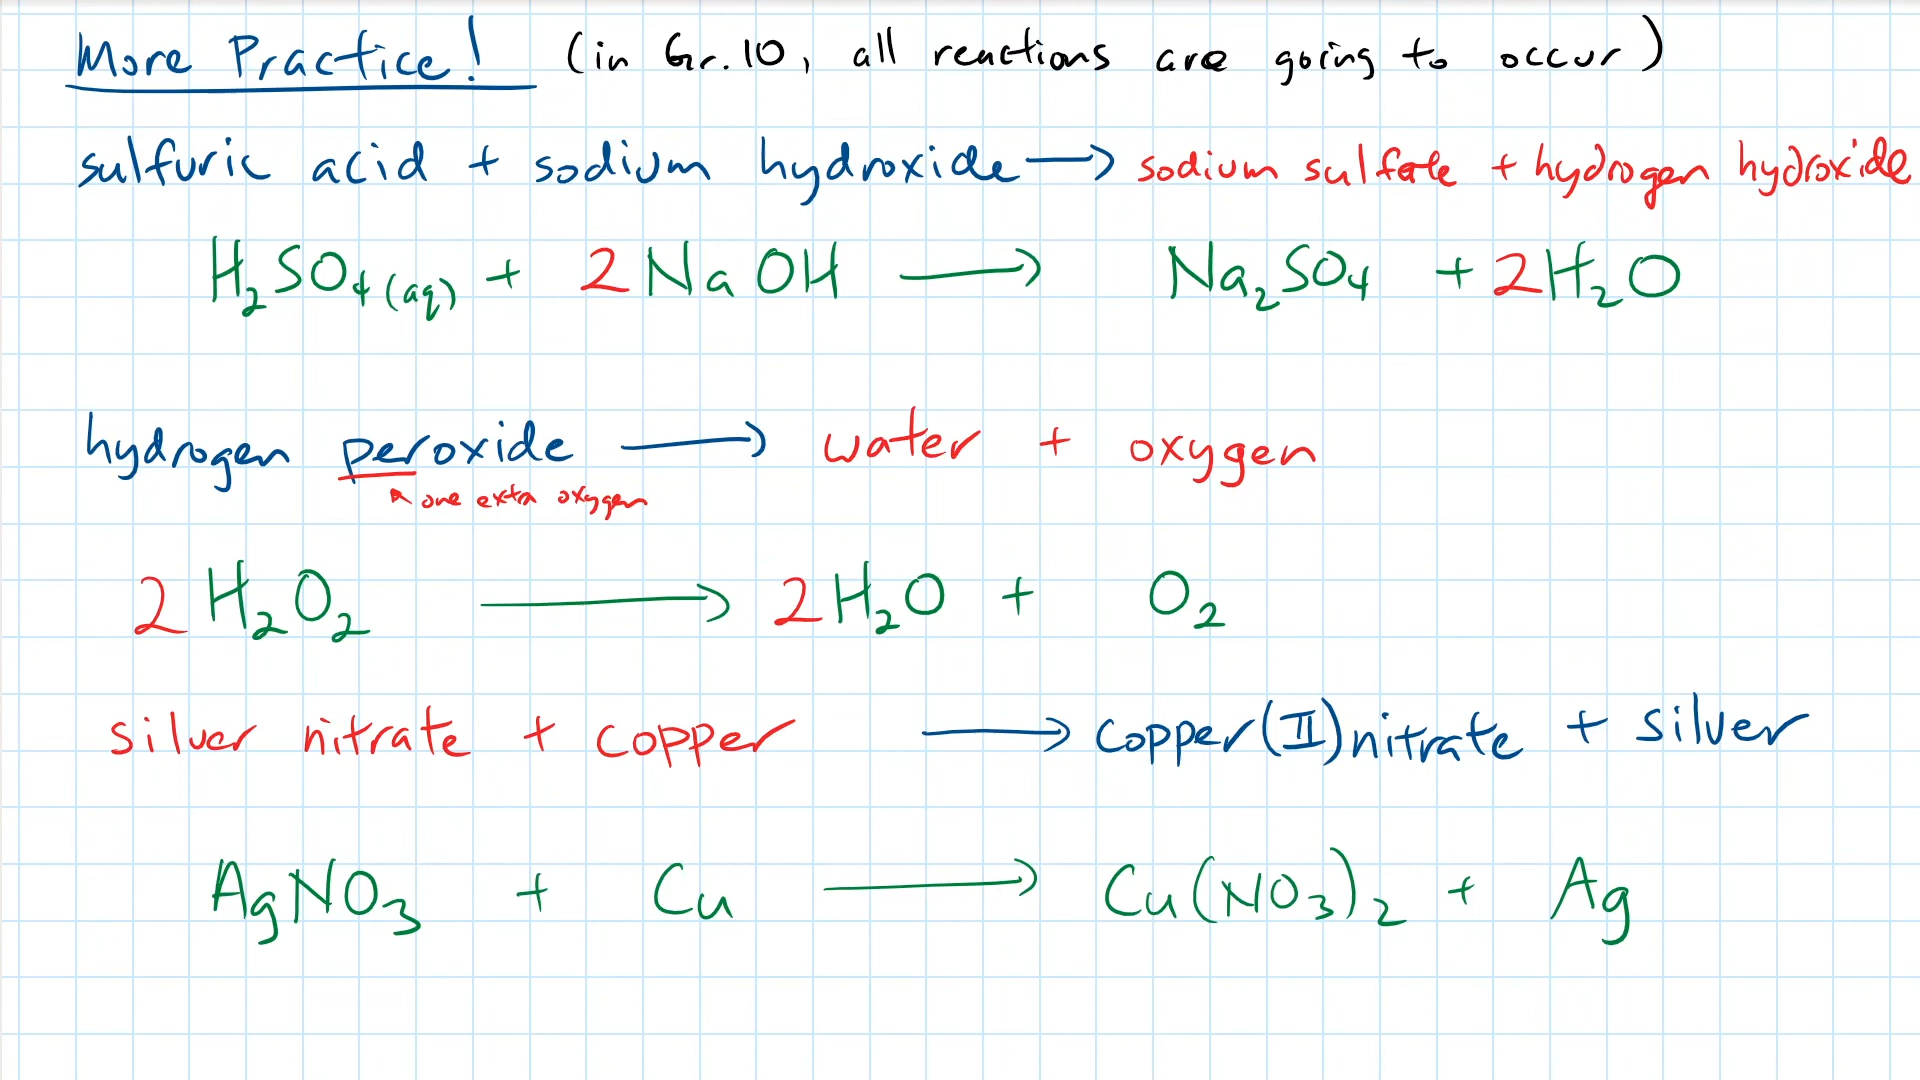 More Practice! (in Gr.10, all reactions are going to occur)
sulfuric acid + sodium hydroxide → sodium sulfate + hydrogen hydroxide
H₂SO₄(aq) + 2NaOH → Na₂SO₄ + 2H₂O
hydrogen peroxide → water + oxygen
one extra oxygen
2H₂O₂ → 2H₂O + O₂
silver nitrate + copper → copper(II)nitrate + silver
AgNO₃ + Cu → Cu(NO₃)₂ + Ag